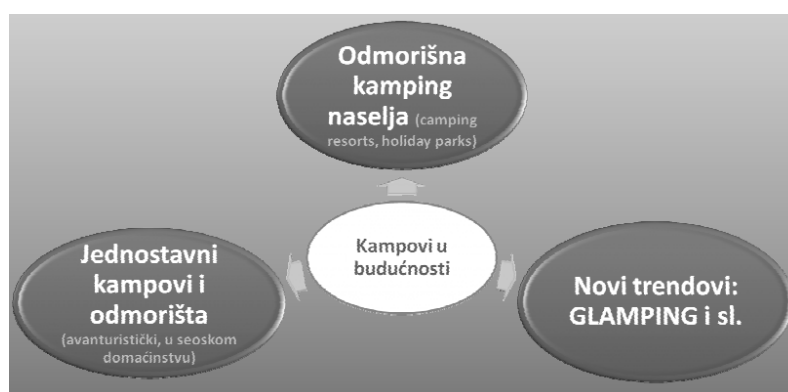 Odmorišna
kamping
naselja (camping
resorts, holiday parks)
Kampovi u
budućnosti
Jednostavni
kampovi i
odmorišta
(avanturistički, u seoskom
domaćinstvu)
Novi trendovi:
GLAMPING i sl.